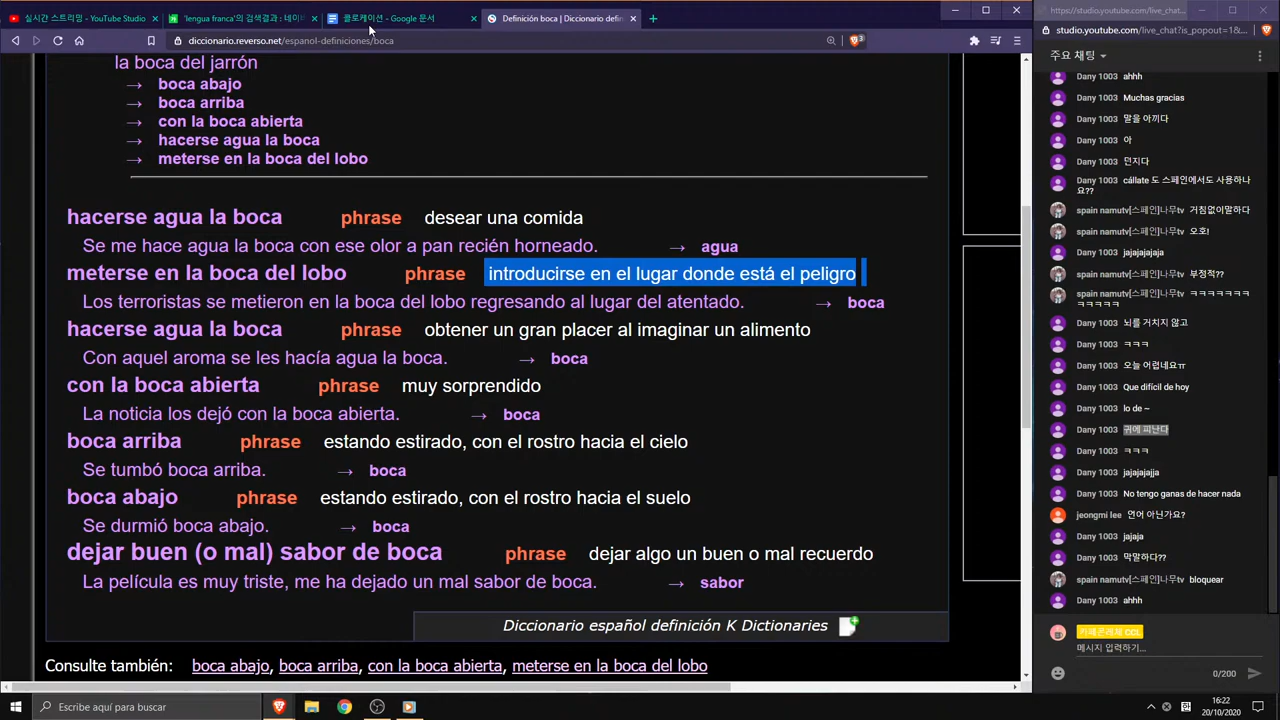 실시간 스트리밍 - YouTube Studio
'lengua franca'의 검색결과 : 네이버
콜로케이션 - Google 문서
Definición boca | Diccionario defin
https://studio.youtube.com/live_chat...
diccionario.reverso.net/espanol-definiciones/boca
studio.youtube.com/live_chat?is_popout=1&...
la boca del jarrón
→ boca abajo
→ boca arriba
→ con la boca abierta
→ hacerse agua la boca
→ meterse en la boca del lobo
hacerse agua la boca phrase desear una comida
Se me hace agua la boca con ese olor a pan recién horneado. → agua
meterse en la boca del lobo phrase introducirse en el lugar donde está el peligro
Los terroristas se metieron en la boca del lobo regresando al lugar del atentado. → boca
hacerse agua la boca phrase obtener un gran placer al imaginar un alimento
Con aquel aroma se les hacía agua la boca. → boca
con la boca abierta phrase muy sorprendido
La noticia los dejó con la boca abierta. → boca
boca arriba phrase estando estirado, con el rostro hacia el cielo
Se tumbó boca arriba. → boca
boca abajo phrase estando estirado, con el rostro hacia el suelo
Se durmió boca abajo. → boca
dejar buen (o mal) sabor de boca phrase dejar algo un buen o mal recuerdo
La película es muy triste, me ha dejado un mal sabor de boca. → sabor
Diccionario español definición K Dictionaries
Consulte también: boca abajo, boca arriba, con la boca abierta, meterse en la boca del lobo
주요 채팅
Dany 1003 ahhh
Dany 1003 Muchas gracias
Dany 1003 말을 아끼다
Dany 1003 아
Dany 1003 던지다
Dany 1003 cállate 도 스페인에서도 사용하나
요??
spain namutv[스페인]나무tv 거침없이말하다
spain namutv[스페인]나무tv 오호!
Dany 1003 jajajajajaja
spain namutv[스페인]나무tv 부정적??
spain namutv[스페인]나무tv ㅋㅋㅋㅋㅋㅋㅋ
ㅋㅋㅋㅋㅋ
Dany 1003 뇌를 거치지 않고
Dany 1003 ㅋㅋㅋ
Dany 1003 오늘 어렵네요ㅠ
Dany 1003 Que difícil de hoy
Dany 1003 lo de ~
Dany 1003 귀에 피난다
Dany 1003 ㅋㅋㅋ
Dany 1003 jajajajajja
Dany 1003 No tengo ganas de hacer nada
jeongmi lee 언어 아닌가요?
Dany 1003 jajaja
Dany 1003 막말하다??
spain namutv[스페인]나무tv bloquear
Dany 1003 ahhh
카페콘레체 CCL
메시지 입력하기...
0/200
Escribe aquí para buscar
16:22
20/10/2020